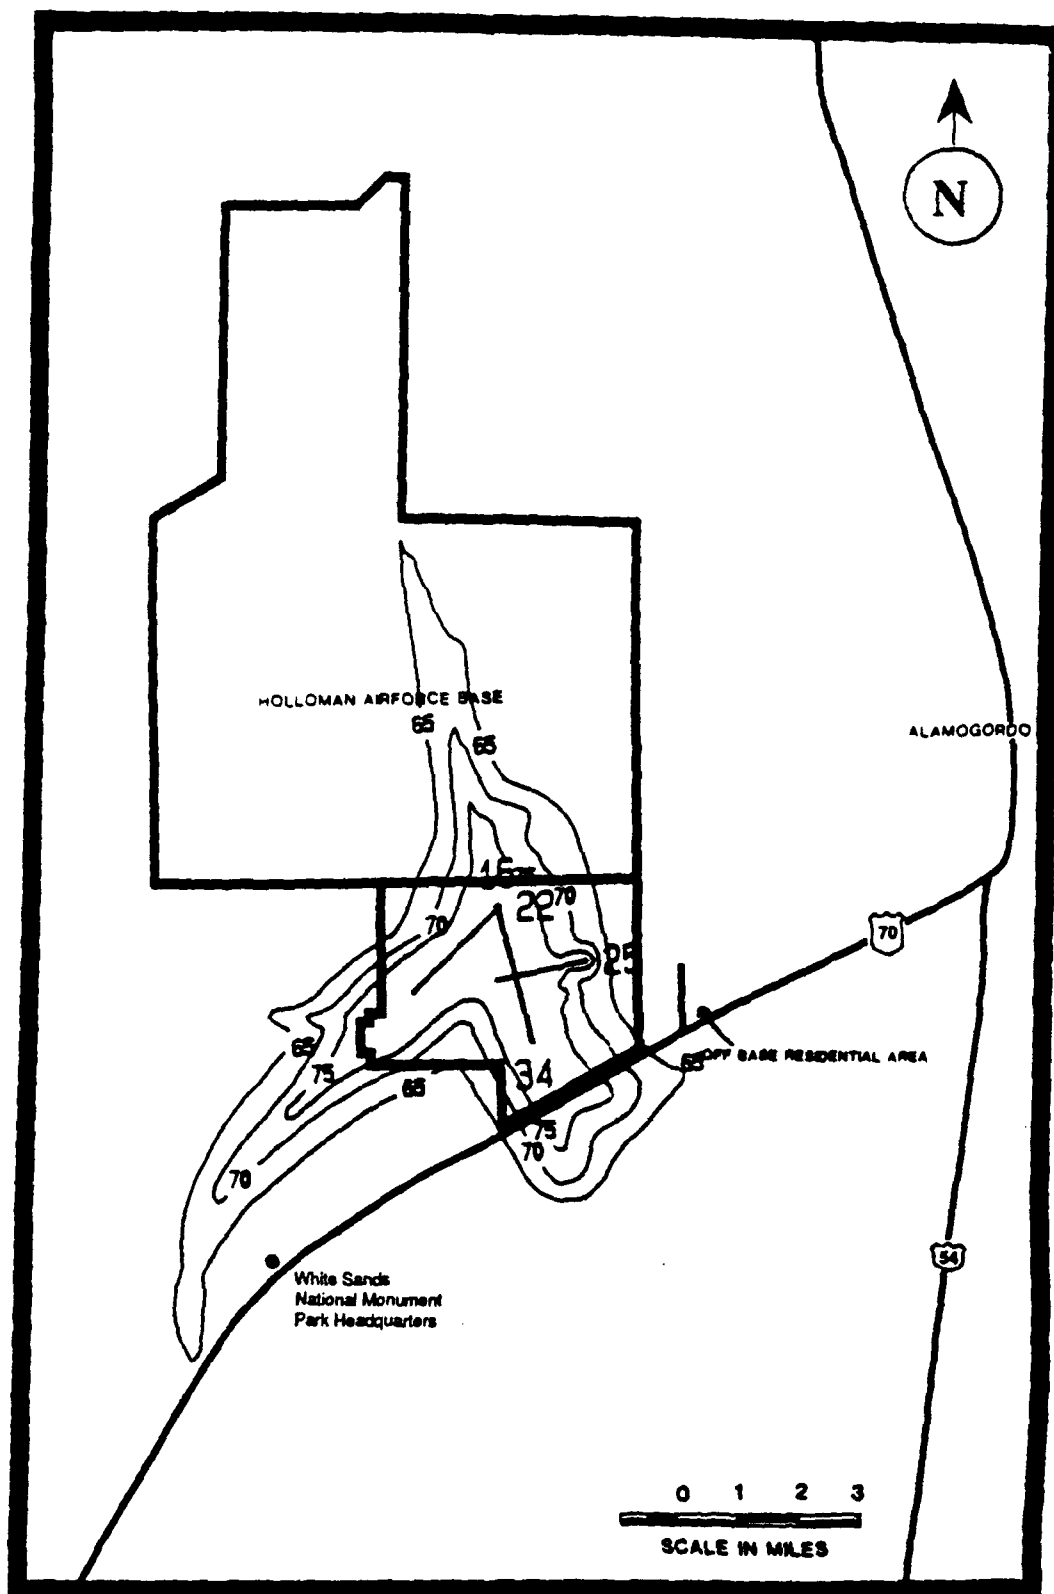 N
HOLLOMAN AIRFORCE BASE
65
65
ALAMOGORDO
16
22
70
70
70
25
65
75
65
34
65
OFF BASE RESIDENTIAL AREA
75
70
70
54
White Sands
National Monument
Park Headquarters
0 1 2 3
SCALE IN MILES